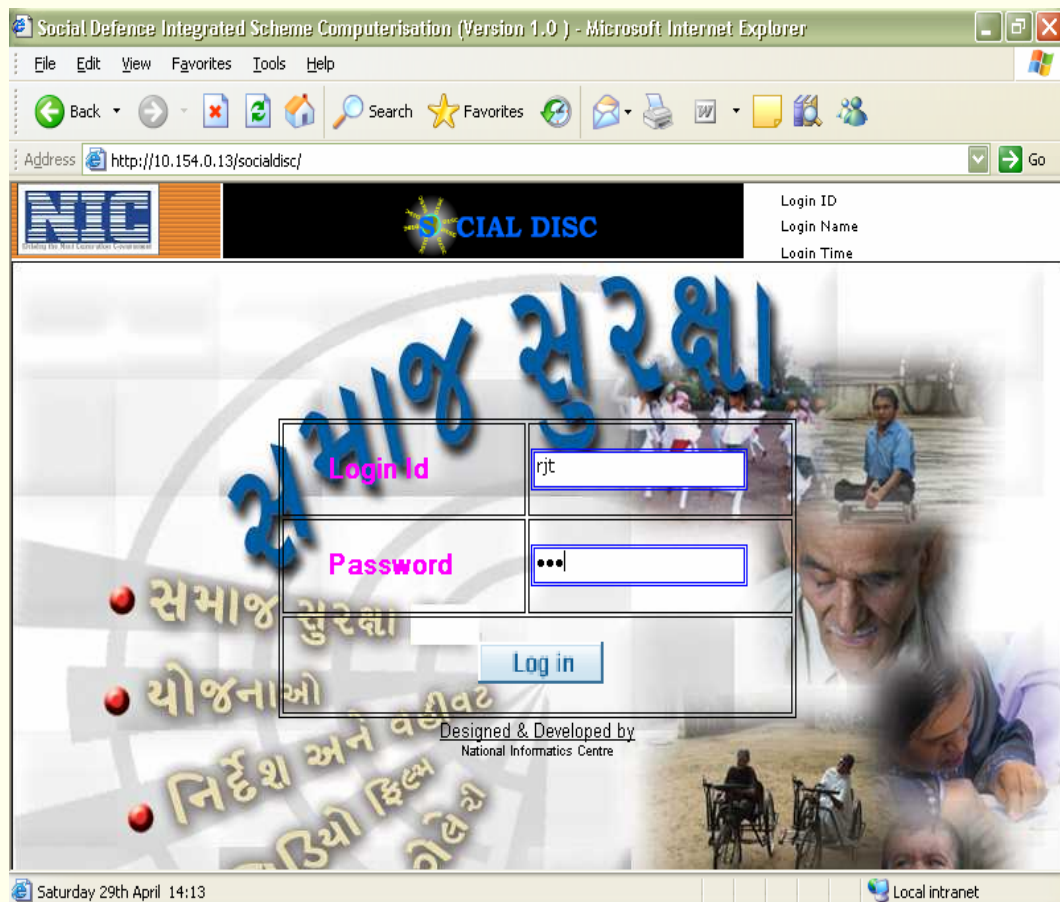 Social Defence Integrated Scheme Computerisation (Version 1.0 ) - Microsoft Internet Explorer
File Edit View Favorites Tools Help
Back Search Favorites
Address http://10.154.0.13/socialdisc/ Go
NIC
SOCIAL DISC
Login ID
Login Name
Login Time
સમાજ સુરક્ષા
Login Id rjt
Password •••
સમાજ સુરક્ષા
Log in
યોજનાઓ
Designed & Developed by
National Informatics Centre
નિર્દેશ અને વહીવટ
ફિલ્મ
Saturday 29th April 14:13 Local intranet